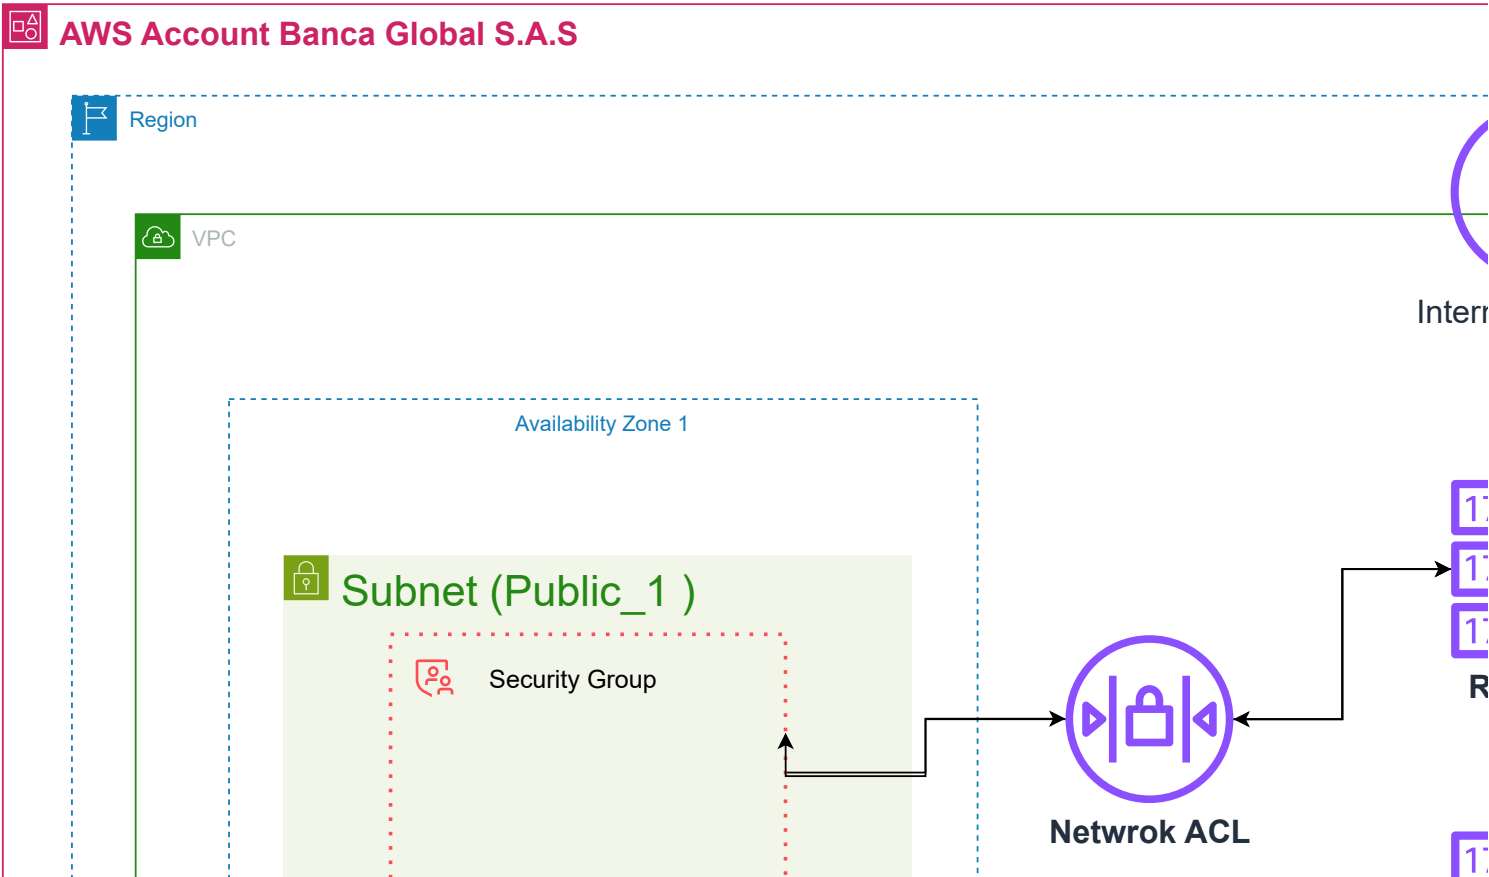 AWS Account Banca Global S.A.S
Region
VPC
Availability Zone 1
Subnet (Public_1 )
Security Group
Netwrok ACL